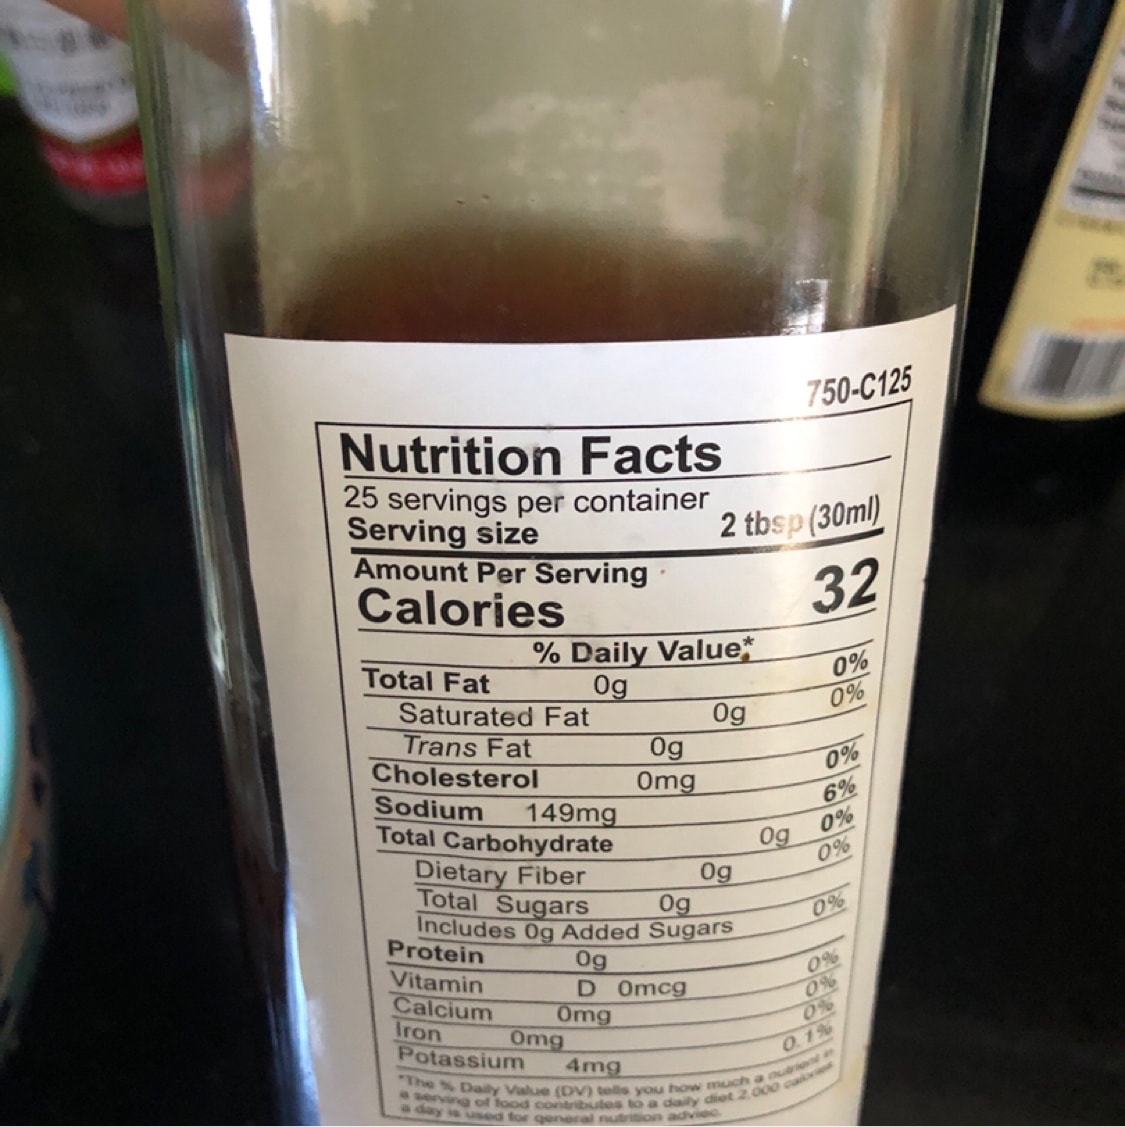 750-C125
Nutrition Facts
25 servings per container
Serving size 2 tbsp (30ml)
Amount Per Serving
Calories 32
% Daily Value*
Total Fat 0g 0%
Saturated Fat 0g 0%
Trans Fat 0g
Cholesterol 0mg 0%
Sodium 149mg 6%
Total Carbohydrate 0g 0%
Dietary Fiber 0g 0%
Total Sugars 0g
Includes 0g Added Sugars 0%
Protein 0g
Vitamin D 0mcg 0%
Calcium 0mg 0%
Iron 0mg 0%
Potassium 4mg 0.1%
*The % Daily Value (DV) tells you how much a nutrient in
a serving of food contributes to a daily diet 2,000 calories
a day is used for general nutrition adviec.